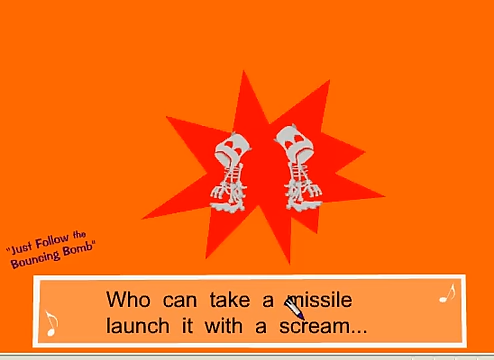 "Just Follow the
Bouncing Bomb"
Who can take a missile
launch it with a scream...